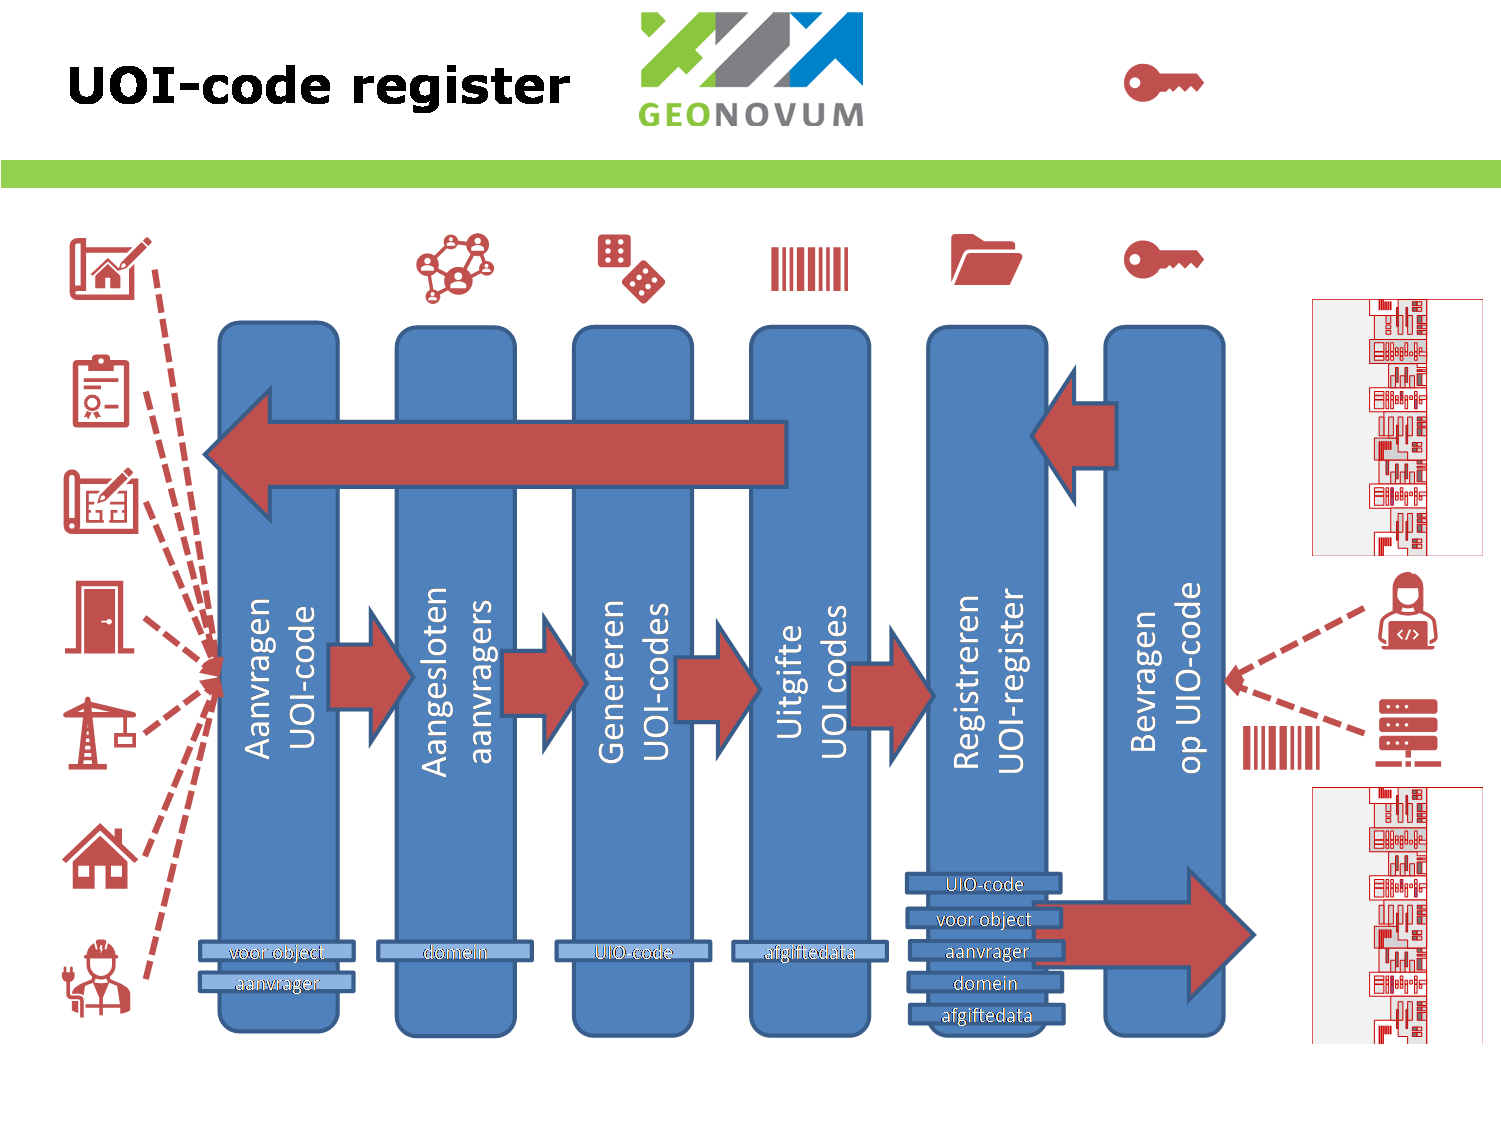 UOI-code register
GEONOVUM
Aanvragen
UOI-code
Aangesloten
aanvragers
Genereren
UOI-codes
Uitgifte
UOI codes
Registreren
UOI-register
Bevragen
op UIO-code
voor object
aanvrager
domein
UIO-code
afgiftedata
UIO-code
voor object
aanvrager
domein
afgiftedata